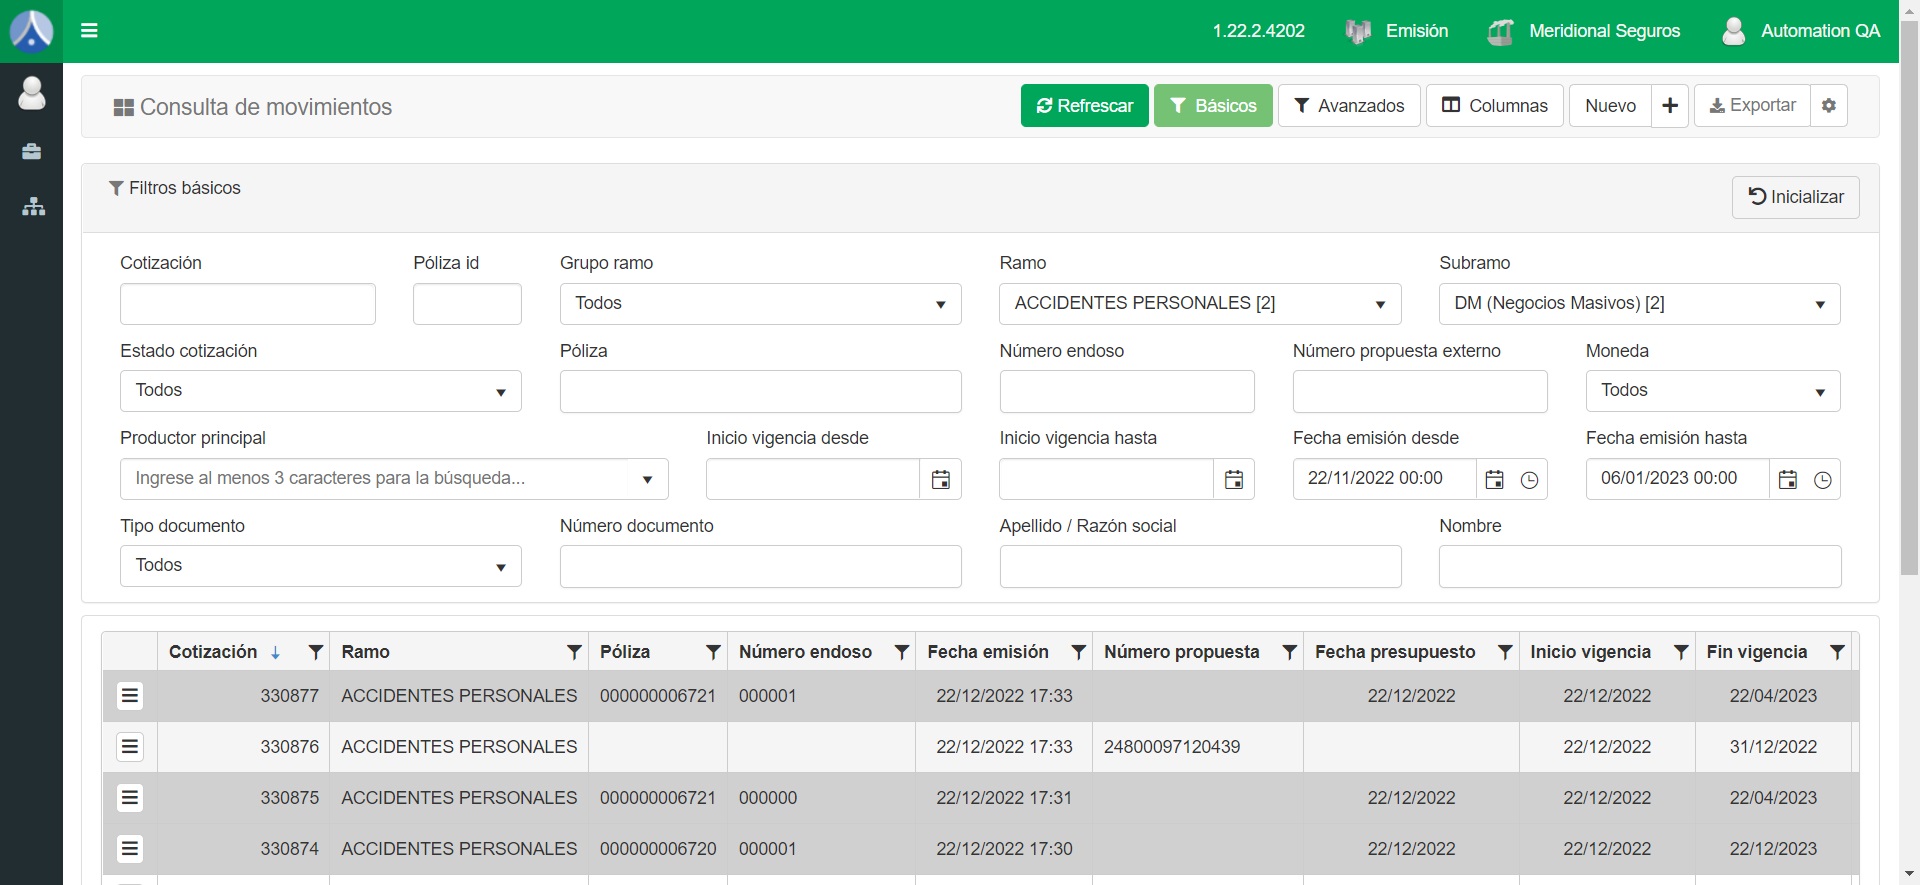 1.22.2.4202 Emisión Meridional Seguros Automation QA
Consulta de movimientos Refrescar Básicos Avanzados Columnas Nuevo + Exportar
Filtros básicos Inicializar
Cotización Póliza id Grupo ramo Ramo Subramo
Todos ACCIDENTES PERSONALES [2] DM (Negocios Masivos) [2]
Estado cotización Póliza Número endoso Número propuesta externo Moneda
Todos Todos
Productor principal Inicio vigencia desde Inicio vigencia hasta Fecha emisión desde Fecha emisión hasta
Ingrese al menos 3 caracteres para la búsqueda... 22/11/2022 00:00 06/01/2023 00:00
Tipo documento Número documento Apellido / Razón social Nombre
Todos
Cotización Ramo Póliza Número endoso Fecha emisión Número propuesta Fecha presupuesto Inicio vigencia Fin vigencia
330877 ACCIDENTES PERSONALES 000000006721 000001 22/12/2022 17:33 22/12/2022 22/12/2022 22/04/2023
330876 ACCIDENTES PERSONALES 22/12/2022 17:33 24800097120439 22/12/2022 31/12/2022
330875 ACCIDENTES PERSONALES 000000006721 000000 22/12/2022 17:31 22/12/2022 22/12/2022 22/04/2023
330874 ACCIDENTES PERSONALES 000000006720 000001 22/12/2022 17:30 22/12/2022 22/12/2022 22/12/2023